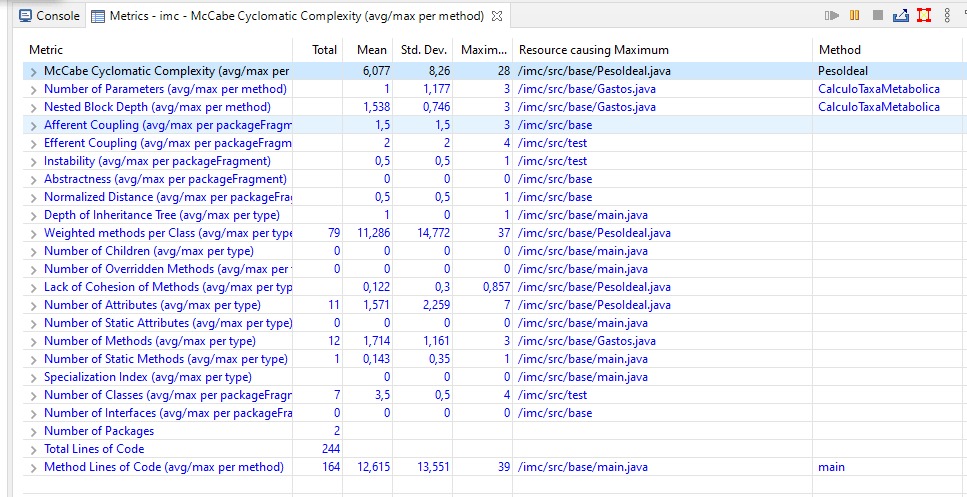 Console Metrics - imc - McCabe Cyclomatic Complexity (avg/max per method)
Metric Total Mean Std. Dev. Maxim... Resource causing Maximum Method
McCabe Cyclomatic Complexity (avg/max per 6,077 8,26 28 /imc/src/base/PesoIdeal.java PesoIdeal
Number of Parameters (avg/max per method) 1 1,177 3 /imc/src/base/Gastos.java CalculoTaxaMetabolica
Nested Block Depth (avg/max per method) 1,538 0,746 3 /imc/src/base/Gastos.java CalculoTaxaMetabolica
Afferent Coupling (avg/max per packageFragm 1,5 1,5 3 /imc/src/base
Efferent Coupling (avg/max per packageFragm 2 2 4 /imc/src/test
Instability (avg/max per packageFragment) 0,5 0,5 1 /imc/src/test
Abstractness (avg/max per packageFragment) 0 0 0 /imc/src/base
Normalized Distance (avg/max per packageFra 0,5 0,5 1 /imc/src/base
Depth of Inheritance Tree (avg/max per type) 1 0 1 /imc/src/base/main.java
Weighted methods per Class (avg/max per type 79 11,286 14,772 37 /imc/src/base/PesoIdeal.java
Number of Children (avg/max per type) 0 0 0 0 /imc/src/base/main.java
Number of Overridden Methods (avg/max per 0 0 0 0 /imc/src/base/main.java
Lack of Cohesion of Methods (avg/max per typ 0,122 0,3 0,857 /imc/src/base/PesoIdeal.java
Number of Attributes (avg/max per type) 11 1,571 2,259 7 /imc/src/base/PesoIdeal.java
Number of Static Attributes (avg/max per type) 0 0 0 0 /imc/src/base/main.java
Number of Methods (avg/max per type) 12 1,714 1,161 3 /imc/src/base/Gastos.java
Number of Static Methods (avg/max per type) 1 0,143 0,35 1 /imc/src/base/main.java
Specialization Index (avg/max per type) 0 0 0 /imc/src/base/main.java
Number of Classes (avg/max per packageFragr 7 3,5 0,5 4 /imc/src/test
Number of Interfaces (avg/max per packageFra 0 0 0 0 /imc/src/base
Number of Packages 2
Total Lines of Code 244
Method Lines of Code (avg/max per method) 164 12,615 13,551 39 /imc/src/base/main.java main